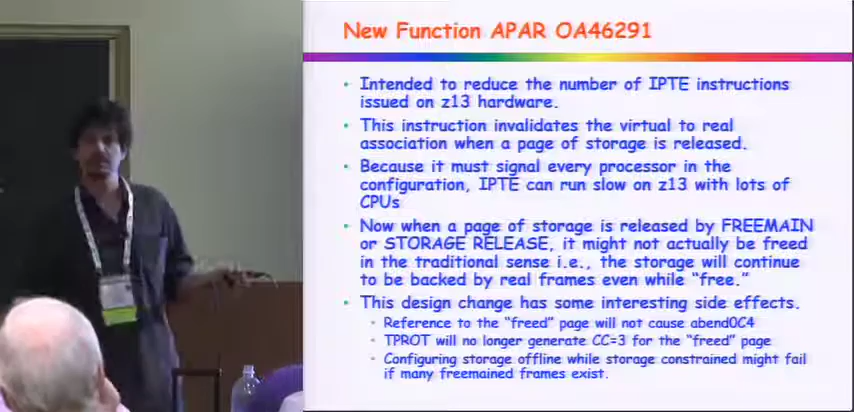 New Function APAR OA46291
• Intended to reduce the number of IPTE instructions
issued on z13 hardware.
• This instruction invalidates the virtual to real
association when a page of storage is released.
• Because it must signal every processor in the
configuration, IPTE can run slow on z13 with lots of
CPUs
• Now when a page of storage is released by FREEMAIN
or STORAGE RELEASE, it might not actually be freed
in the traditional sense i.e., the storage will continue
to be backed by real frames even while “free.”
• This design change has some interesting side effects.
• Reference to the “freed” page will not cause abend0C4
• TPROT will no longer generate CC=3 for the “freed” page
• Configuring storage offline while storage constrained might fail
if many freemained frames exist.